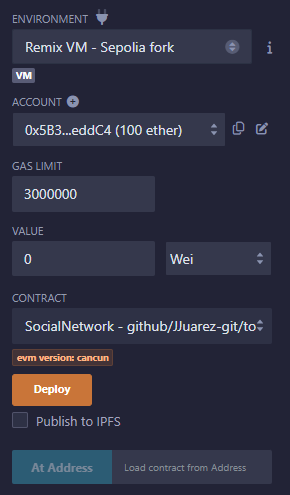 ENVIRONMENT
Remix VM - Sepolia fork
VM
ACCOUNT
0x5B3...eddC4 (100 ether)
GAS LIMIT
3000000
VALUE
0
Wei
CONTRACT
SocialNetwork - github/JJuarez-git/to
evm version: cancun
Deploy
Publish to IPFS
At Address
Load contract from Address